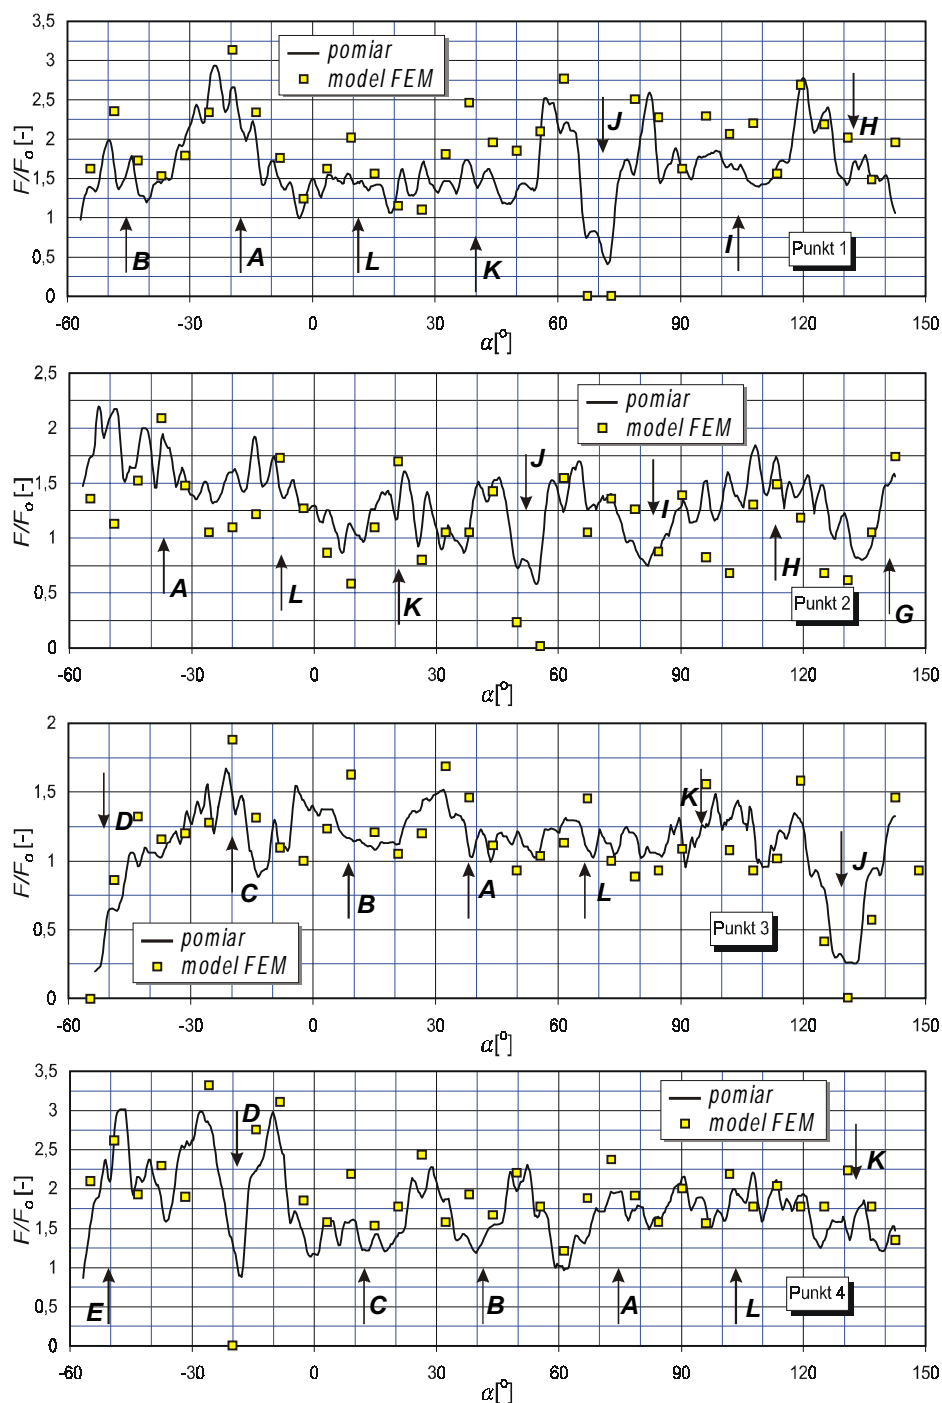 3,5
3
2,5
2
1,5
1
0,5
0
F/Fo [-]
pomiar
model FEM
B
A
L
K
J
I
H
Punkt 1
-60
-30
0
30
60
90
120
150
α[°]
2,5
2
1,5
1
0,5
0
F/Fo [-]
pomiar
model FEM
A
L
K
J
I
H
G
Punkt 2
-60
-30
0
30
60
90
120
150
α[°]
2
1,5
1
0,5
0
F/Fo [-]
D
C
B
A
L
K
J
pomiar
model FEM
Punkt 3
-60
-30
0
30
60
90
120
150
α[°]
3,5
3
2,5
2
1,5
1
0,5
0
F/Fo [-]
pomiar
model FEM
E
D
C
B
A
L
K
Punkt 4
-60
-30
0
30
60
90
120
150
α[°]